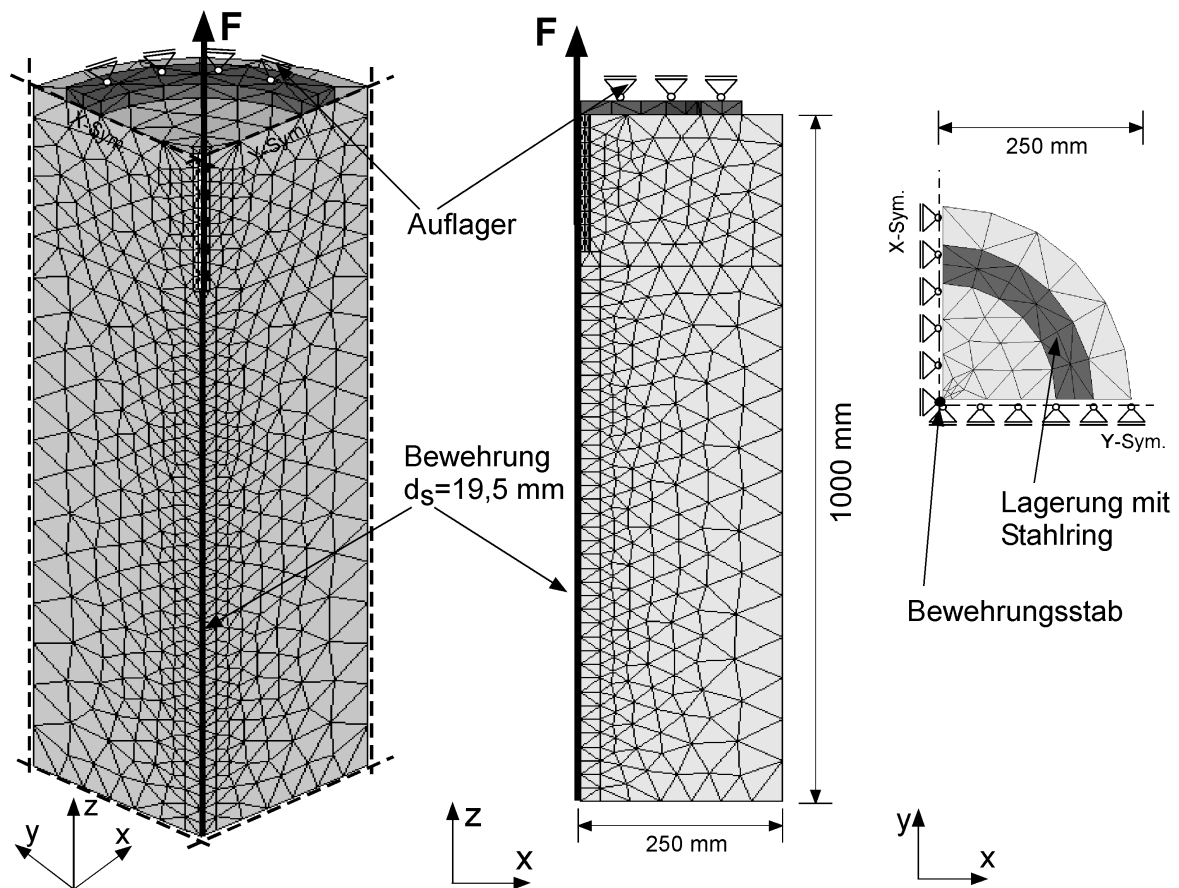 F
X-Sym.
Y-Sym.
Auflager
Bewehrung
ds=19,5 mm
z
y
x
F
1000 mm
250 mm
z
x
250 mm
X-Sym.
Y-Sym.
Lagerung mit
Stahlring
Bewehrungsstab
y
x